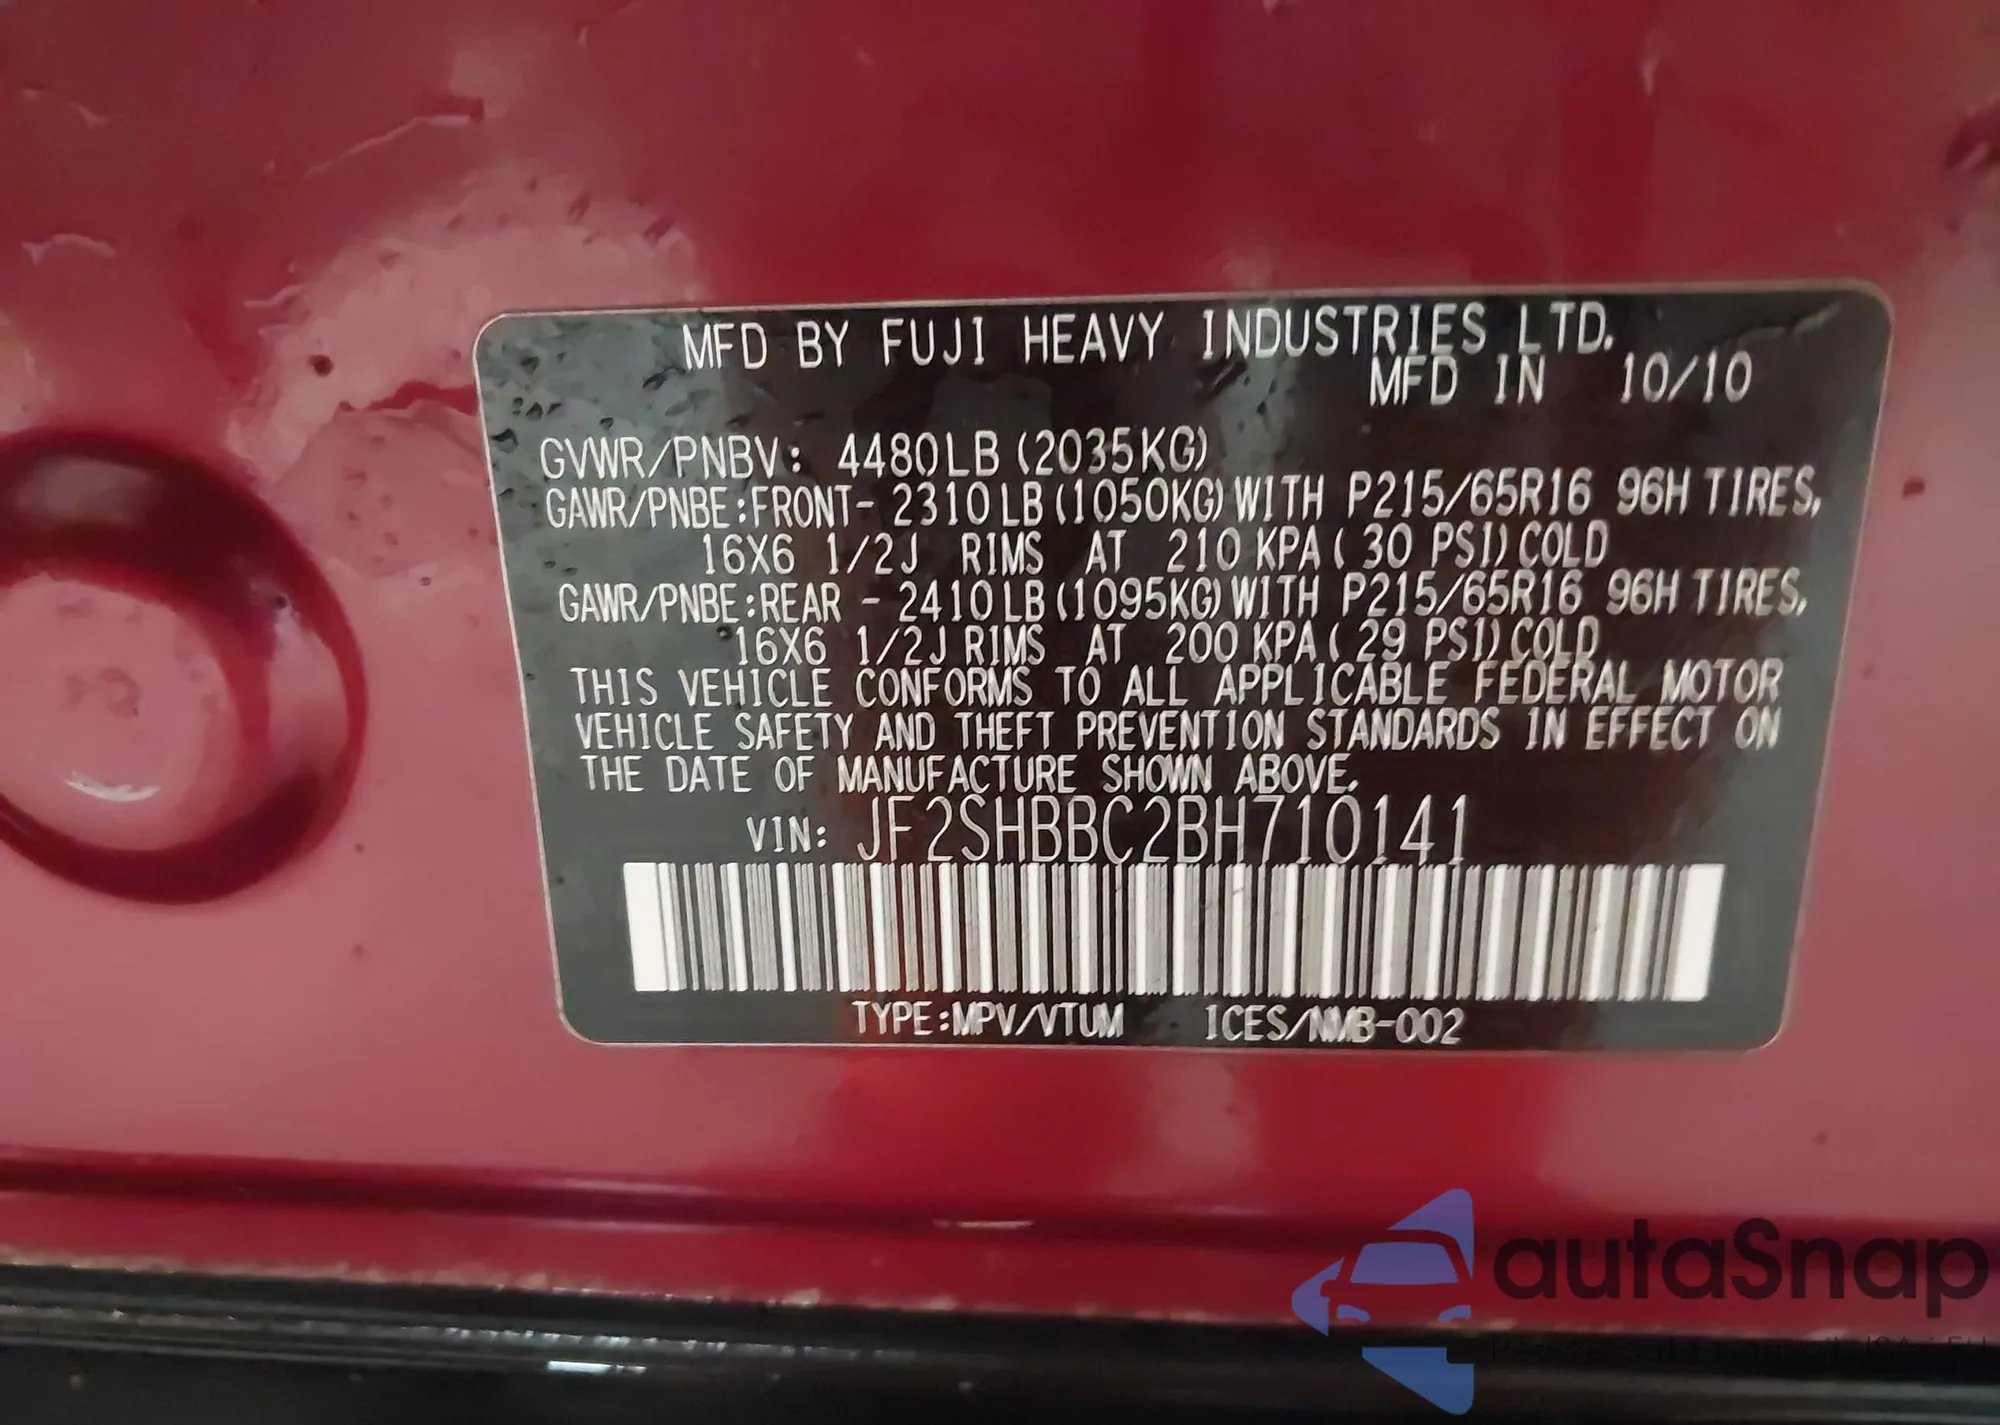 MFD BY FUJI HEAVY INDUSTRIES LTD.
MFD IN 10/10
GVWR/PNBV: 4480LB (2035KG)
GAWR/PNBE:FRONT- 2310LB (1050KG) WITH P215/65R16 96H TIRES,
16X6 1/2J RIMS AT 210 KPA ( 30 PSI) COLD
GAWR/PNBE:REAR - 2410LB (1095KG) WITH P215/65R16 96H TIRES,
16X6 1/2J RIMS AT 200 KPA ( 29 PSI) COLD
THIS VEHICLE CONFORMS TO ALL APPLICABLE FEDERAL MOTOR
VEHICLE SAFETY AND THEFT PREVENTION STANDARDS IN EFFECT ON
THE DATE OF MANUFACTURE SHOWN ABOVE.
VIN: JF2SHBBC2BH710141
TYPE:MPV/VTUM ICES/NMB-002
autaSnap